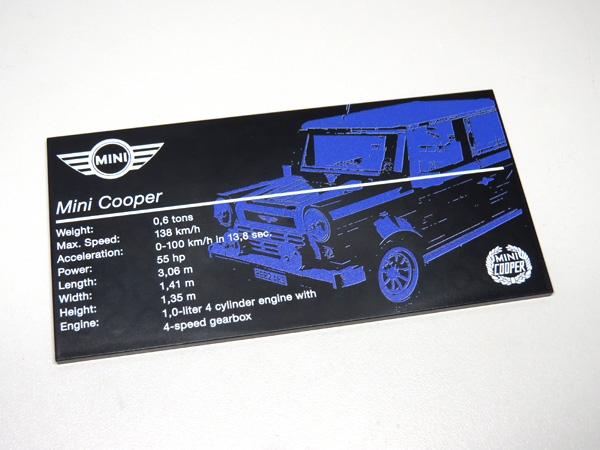 MINI
Mini Cooper
Weight: 0,6 tons
Max. Speed: 138 km/h
Acceleration: 0-100 km/h in 13,8 sec.
Power: 55 hp
Length: 3,06 m
Width: 1,41 m
Height: 1,35 m
Engine: 1,0-liter 4 cylinder engine with
4-speed gearbox
MINI
COOPER